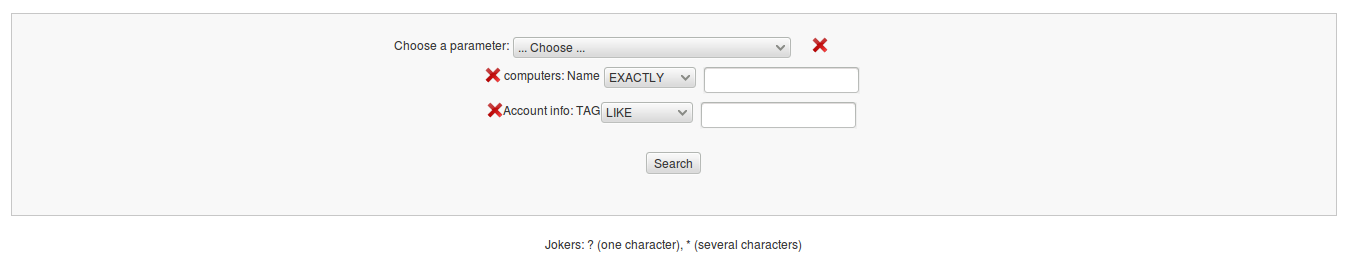 Choose a parameter: ... Choose ...
computers: Name EXACTLY
Account info: TAG LIKE
Search
Jokers: ? (one character), * (several characters)